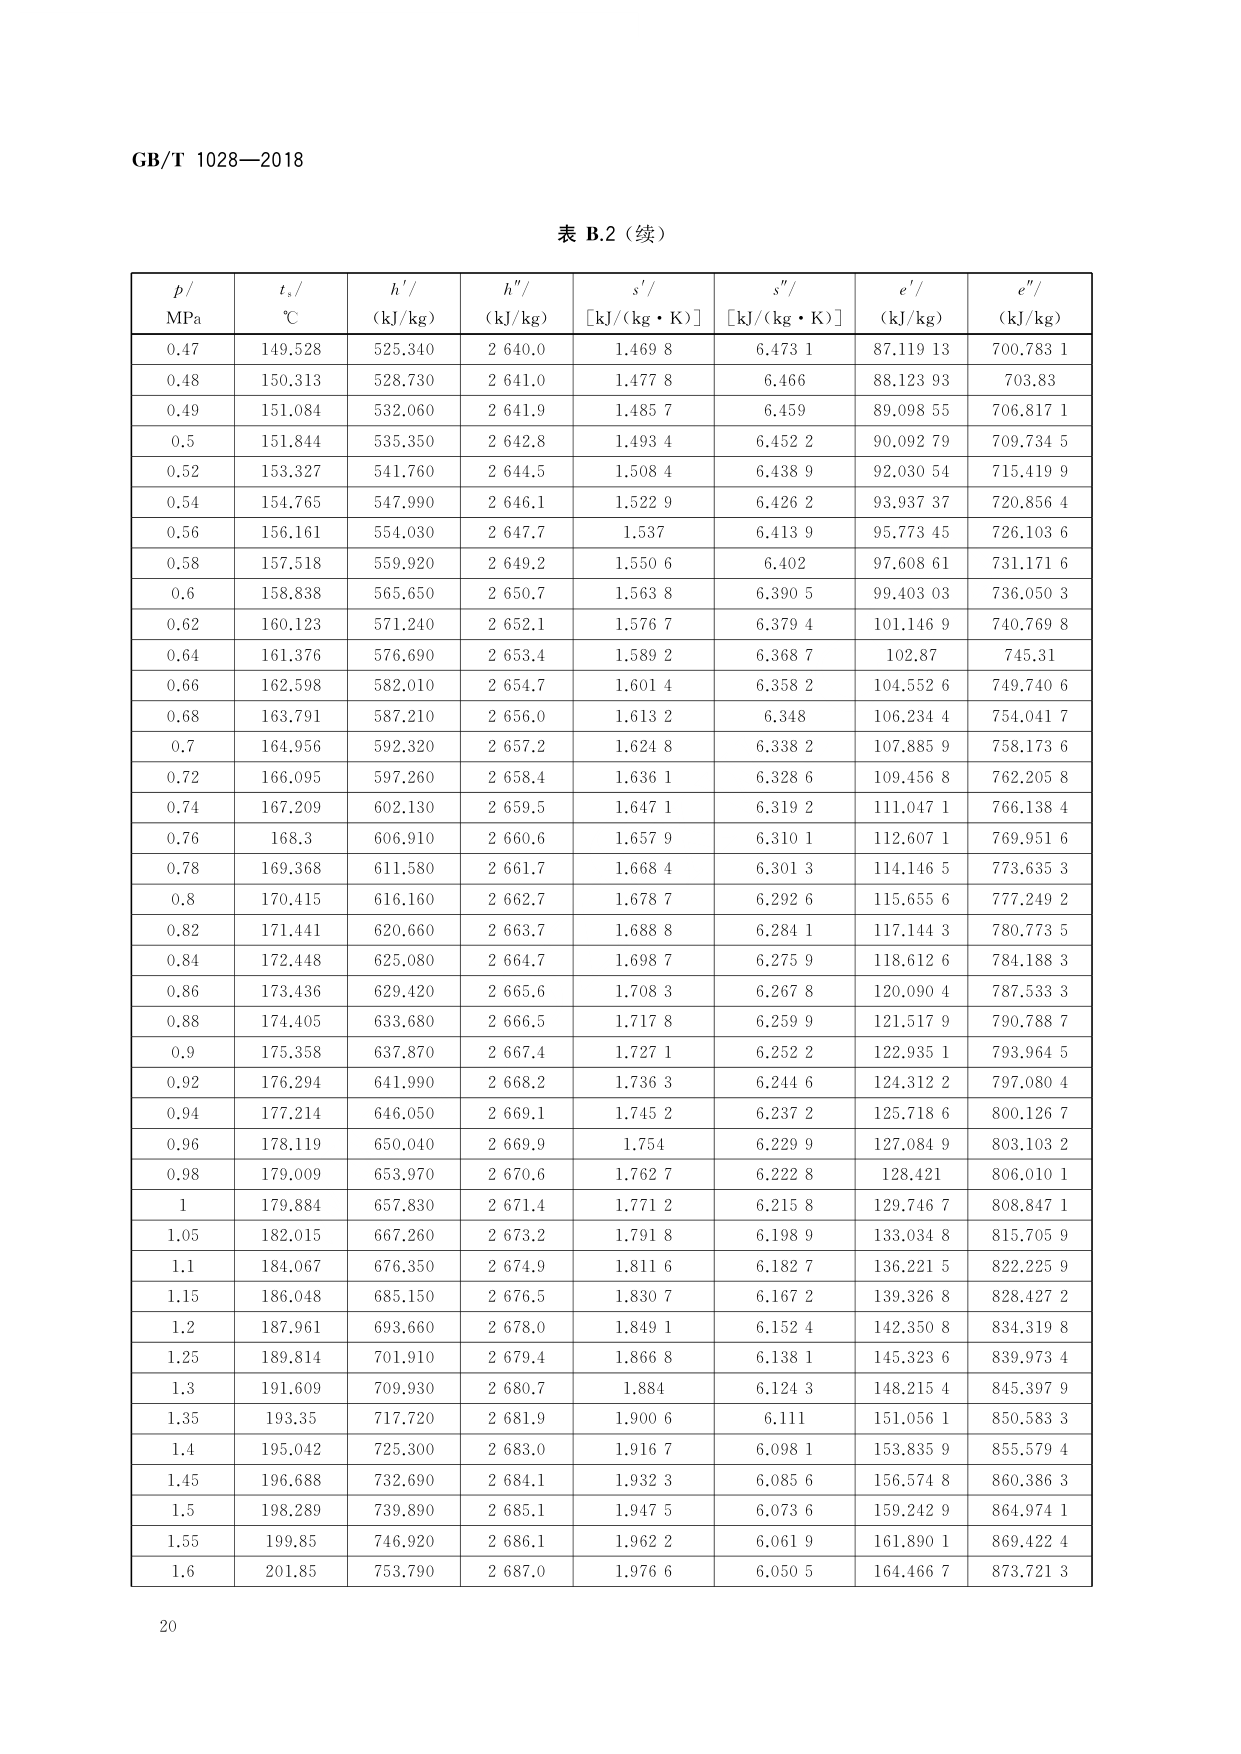 GB/T 1028—2018
表 B.2（续）
p/ ts/ h′/ h″/ s′/ s″/ e′/ e″/
MPa ℃ (kJ/kg) (kJ/kg) [kJ/(kg·K)] [kJ/(kg·K)] (kJ/kg) (kJ/kg)
0.47 149.528 525.340 2 640.0 1.469 8 6.473 1 87.119 13 700.783 1
0.48 150.313 528.730 2 641.0 1.477 8 6.466 88.123 93 703.83
0.49 151.084 532.060 2 641.9 1.485 7 6.459 89.098 55 706.817 1
0.5 151.844 535.350 2 642.8 1.493 4 6.452 2 90.092 79 709.734 5
0.52 153.327 541.760 2 644.5 1.508 4 6.438 9 92.030 54 715.419 9
0.54 154.765 547.990 2 646.1 1.522 9 6.426 2 93.937 37 720.856 4
0.56 156.161 554.030 2 647.7 1.537 6.413 9 95.773 45 726.103 6
0.58 157.518 559.920 2 649.2 1.550 6 6.402 97.608 61 731.171 6
0.6 158.838 565.650 2 650.7 1.563 8 6.390 5 99.403 03 736.050 3
0.62 160.123 571.240 2 652.1 1.576 7 6.379 4 101.146 9 740.769 8
0.64 161.376 576.690 2 653.4 1.589 2 6.368 7 102.87 745.31
0.66 162.598 582.010 2 654.7 1.601 4 6.358 2 104.552 6 749.740 6
0.68 163.791 587.210 2 656.0 1.613 2 6.348 106.234 4 754.041 7
0.7 164.956 592.320 2 657.2 1.624 8 6.338 2 107.885 9 758.173 6
0.72 166.095 597.260 2 658.4 1.636 1 6.328 6 109.456 8 762.205 8
0.74 167.209 602.130 2 659.5 1.647 1 6.319 2 111.047 1 766.138 4
0.76 168.3 606.910 2 660.6 1.657 9 6.310 1 112.607 1 769.951 6
0.78 169.368 611.580 2 661.7 1.668 4 6.301 3 114.146 5 773.635 3
0.8 170.415 616.160 2 662.7 1.678 7 6.292 6 115.655 6 777.249 2
0.82 171.441 620.660 2 663.7 1.688 8 6.284 1 117.144 3 780.773 5
0.84 172.448 625.080 2 664.7 1.698 7 6.275 9 118.612 6 784.188 3
0.86 173.436 629.420 2 665.6 1.708 3 6.267 8 120.090 4 787.533 3
0.88 174.405 633.680 2 666.5 1.717 8 6.259 9 121.517 9 790.788 7
0.9 175.358 637.870 2 667.4 1.727 1 6.252 2 122.935 1 793.964 5
0.92 176.294 641.990 2 668.2 1.736 3 6.244 6 124.312 2 797.080 4
0.94 177.214 646.050 2 669.1 1.745 2 6.237 2 125.718 6 800.126 7
0.96 178.119 650.040 2 669.9 1.754 6.229 9 127.084 9 803.103 2
0.98 179.009 653.970 2 670.6 1.762 7 6.222 8 128.421 806.010 1
1 179.884 657.830 2 671.4 1.771 2 6.215 8 129.746 7 808.847 1
1.05 182.015 667.260 2 673.2 1.791 8 6.198 9 133.034 8 815.705 9
1.1 184.067 676.350 2 674.9 1.811 6 6.182 7 136.221 5 822.225 9
1.15 186.048 685.150 2 676.5 1.830 7 6.167 2 139.326 8 828.427 2
1.2 187.961 693.660 2 678.0 1.849 1 6.152 4 142.350 8 834.319 8
1.25 189.814 701.910 2 679.4 1.866 8 6.138 1 145.323 6 839.973 4
1.3 191.609 709.930 2 680.7 1.884 6.124 3 148.215 4 845.397 9
1.35 193.35 717.720 2 681.9 1.900 6 6.111 151.056 1 850.583 3
1.4 195.042 725.300 2 683.0 1.916 7 6.098 1 153.835 9 855.579 4
1.45 196.688 732.690 2 684.1 1.932 3 6.085 6 156.574 8 860.386 3
1.5 198.289 739.890 2 685.1 1.947 5 6.073 6 159.242 9 864.974 1
1.55 199.85 746.920 2 686.1 1.962 2 6.061 9 161.890 1 869.422 4
1.6 201.85 753.790 2 687.0 1.976 6 6.050 5 164.466 7 873.721 3
20